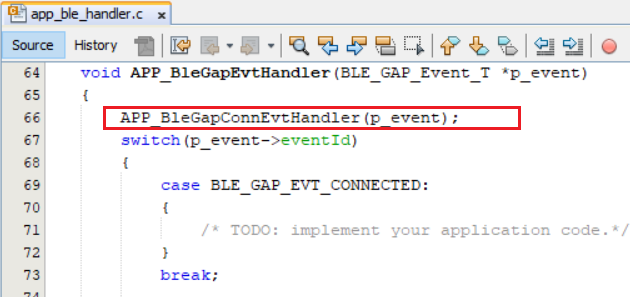 app_ble_handler.c x
Source History
64 void APP_BleGapEvtHandler(BLE_GAP_Event_T *p_event)
65 {
66 APP_BleGapConnEvtHandler(p_event);
67 switch(p_event->eventId)
68 {
69 case BLE_GAP_EVT_CONNECTED:
70 {
71 /* TODO: implement your application code.*/
72 }
73 break;
74